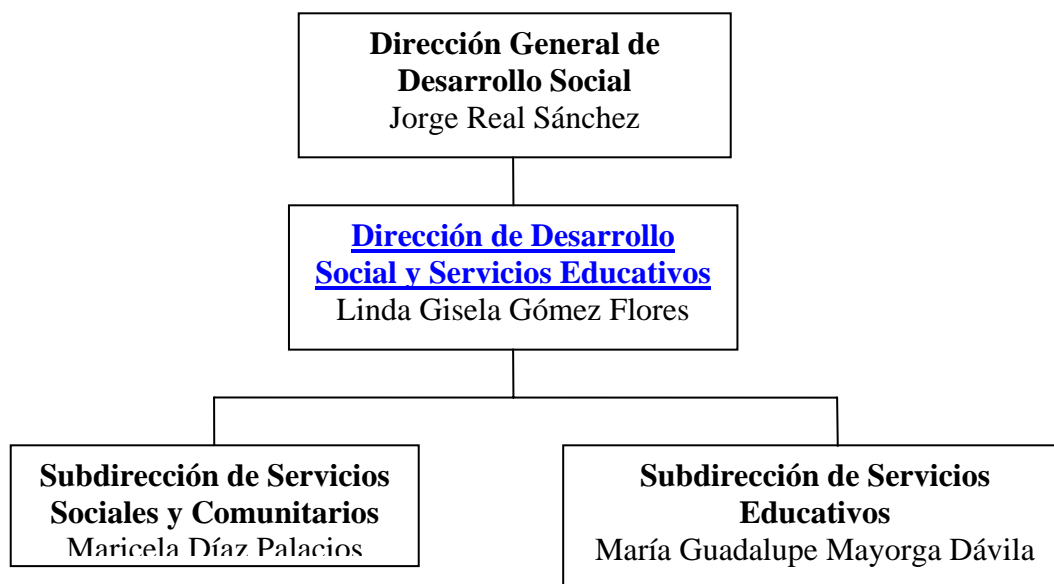 Dirección General de
Desarrollo Social
Jorge Real Sánchez
Dirección de Desarrollo
Social y Servicios Educativos
Linda Gisela Gómez Flores
Subdirección de Servicios
Sociales y Comunitarios
Maricela Díaz Palacios
Subdirección de Servicios
Educativos
María Guadalupe Mayorga Dávila